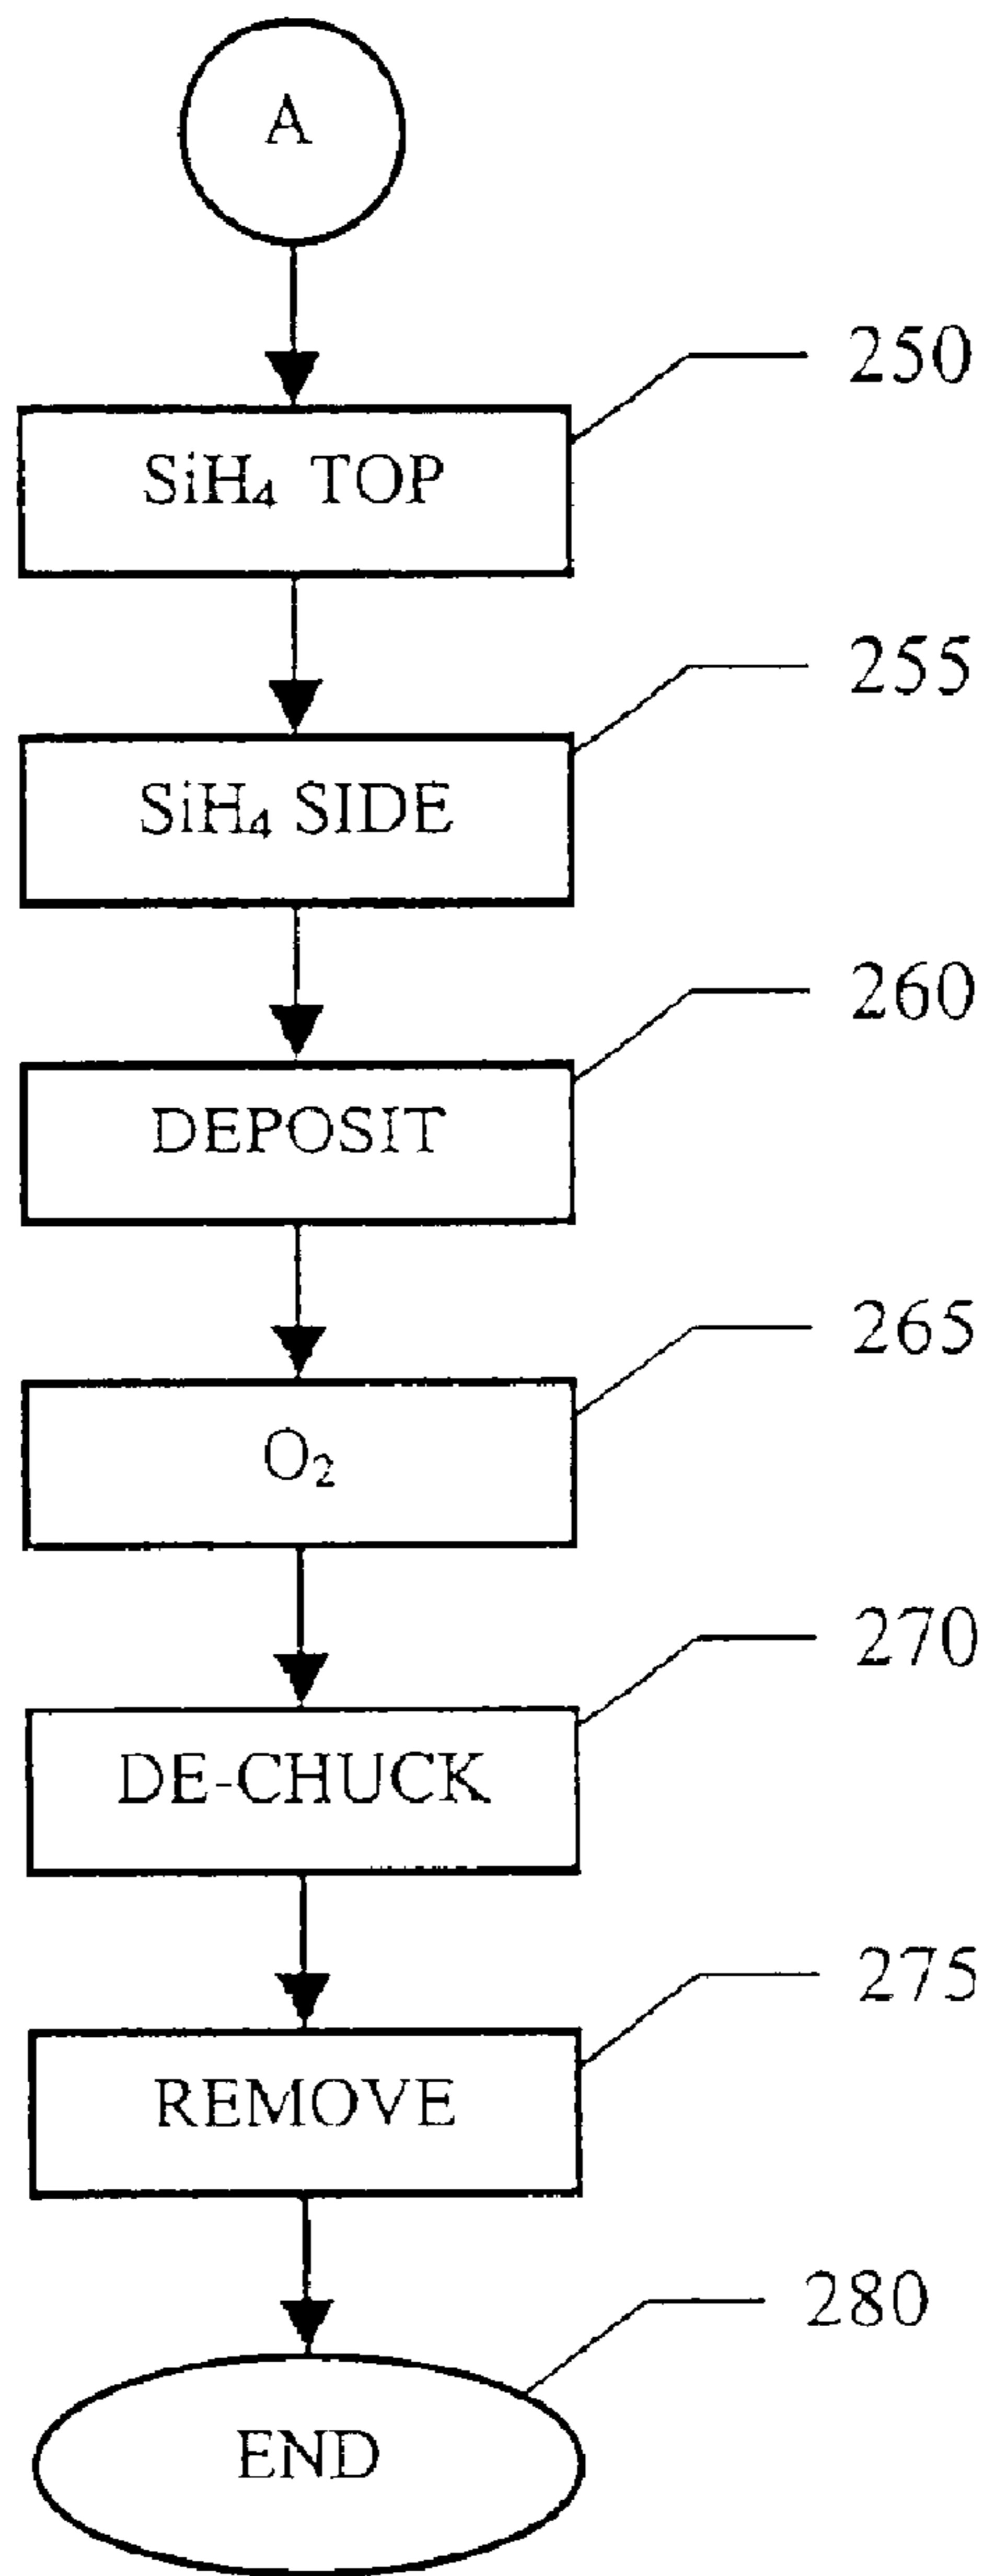 A
250
SiH₄ TOP
255
SiH₄ SIDE
260
DEPOSIT
265
O₂
270
DE-CHUCK
275
REMOVE
280
END